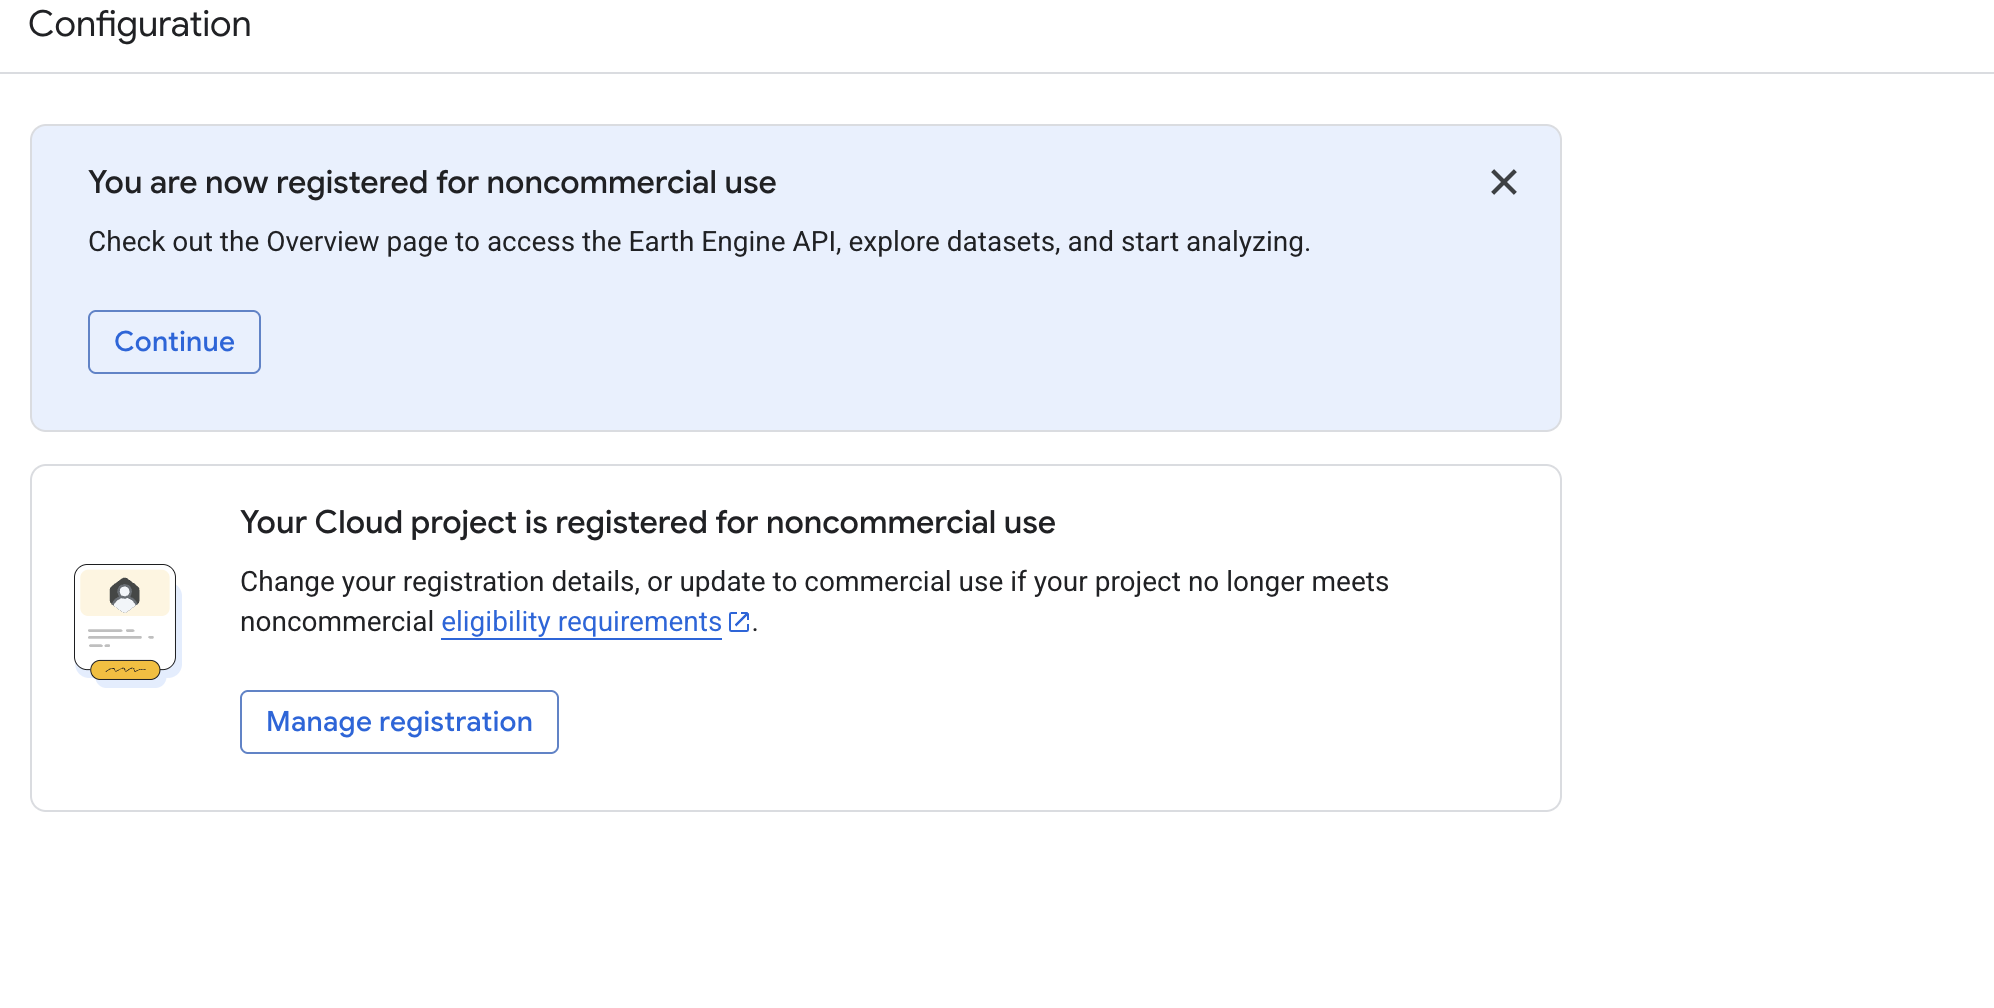 Configuration
You are now registered for noncommercial use
Check out the Overview page to access the Earth Engine API, explore datasets, and start analyzing.
Continue
Your Cloud project is registered for noncommercial use
Change your registration details, or update to commercial use if your project no longer meets
noncommercial eligibility requirements.
Manage registration